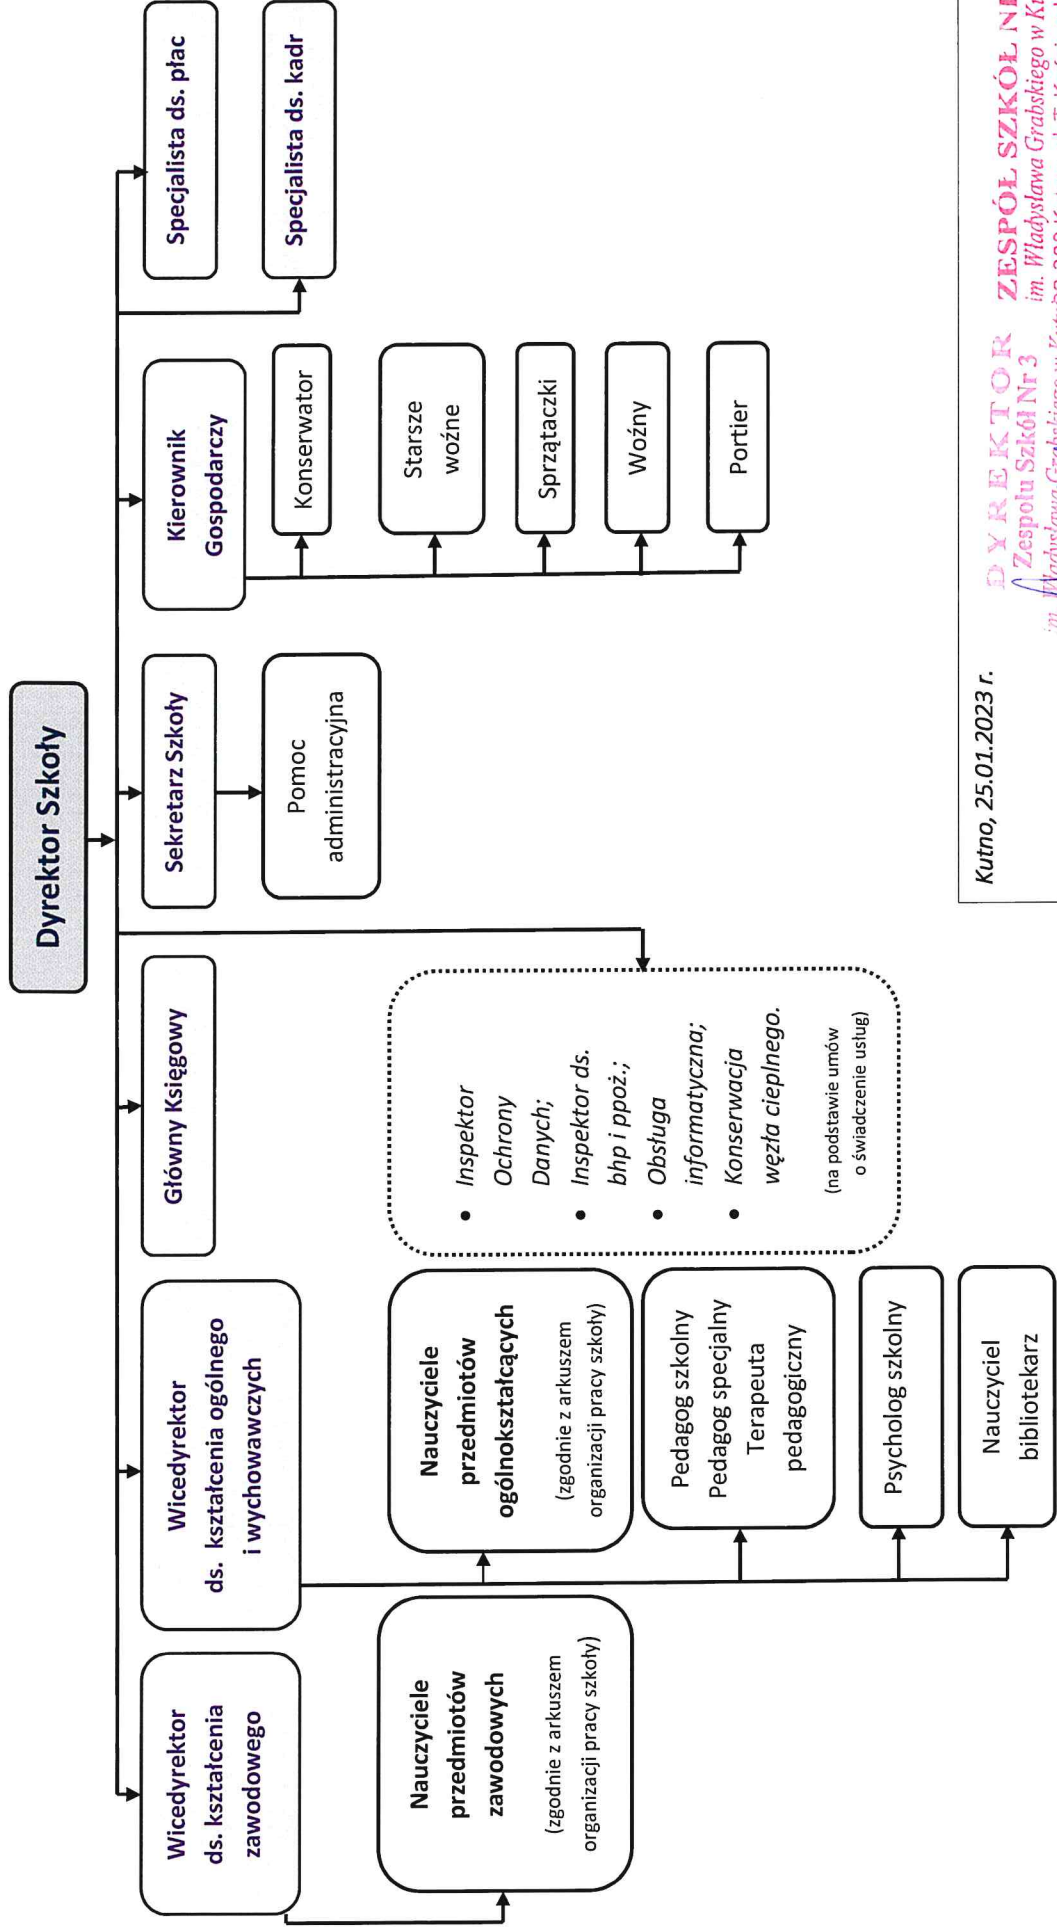 Dyrektor Szkoły
Wicedyrektor
ds. kształcenia
zawodowego
Wicedyrektor
ds. kształcenia ogólnego
i wychowawczych
Główny Księgowy
Sekretarz Szkoły
Kierownik
Gospodarczy
Specjalista ds. płac
Specjalista ds. kadr
Nauczyciele
przedmiotów
zawodowych
(zgodnie z arkuszem
organizacji pracy szkoły)
Nauczyciele
przedmiotów
ogólnokształcących
(zgodnie z arkuszem
organizacji pracy szkoły)
Pedagog szkolny
Pedagog specjalny
Terapeuta
pedagogiczny
Psycholog szkolny
Nauczyciel
bibliotekarz
• Inspektor
Ochrony
Danych;
• Inspektor ds.
bhp i ppoż.;
• Obsługa
informatyczna;
• Konserwacja
węzła cieplnego.
(na podstawie umów
o świadczenie usług)
Pomoc
administracyjna
Konserwator
Starsze
woźne
Sprzątaczki
Woźny
Portier
Kutno, 25.01.2023 r.
DYREKTOR
Zespołu Szkół Nr 3
im. Władysława Grabskiego w
ZESPÓŁ SZKÓŁ
im. Władysława Grabskiego w